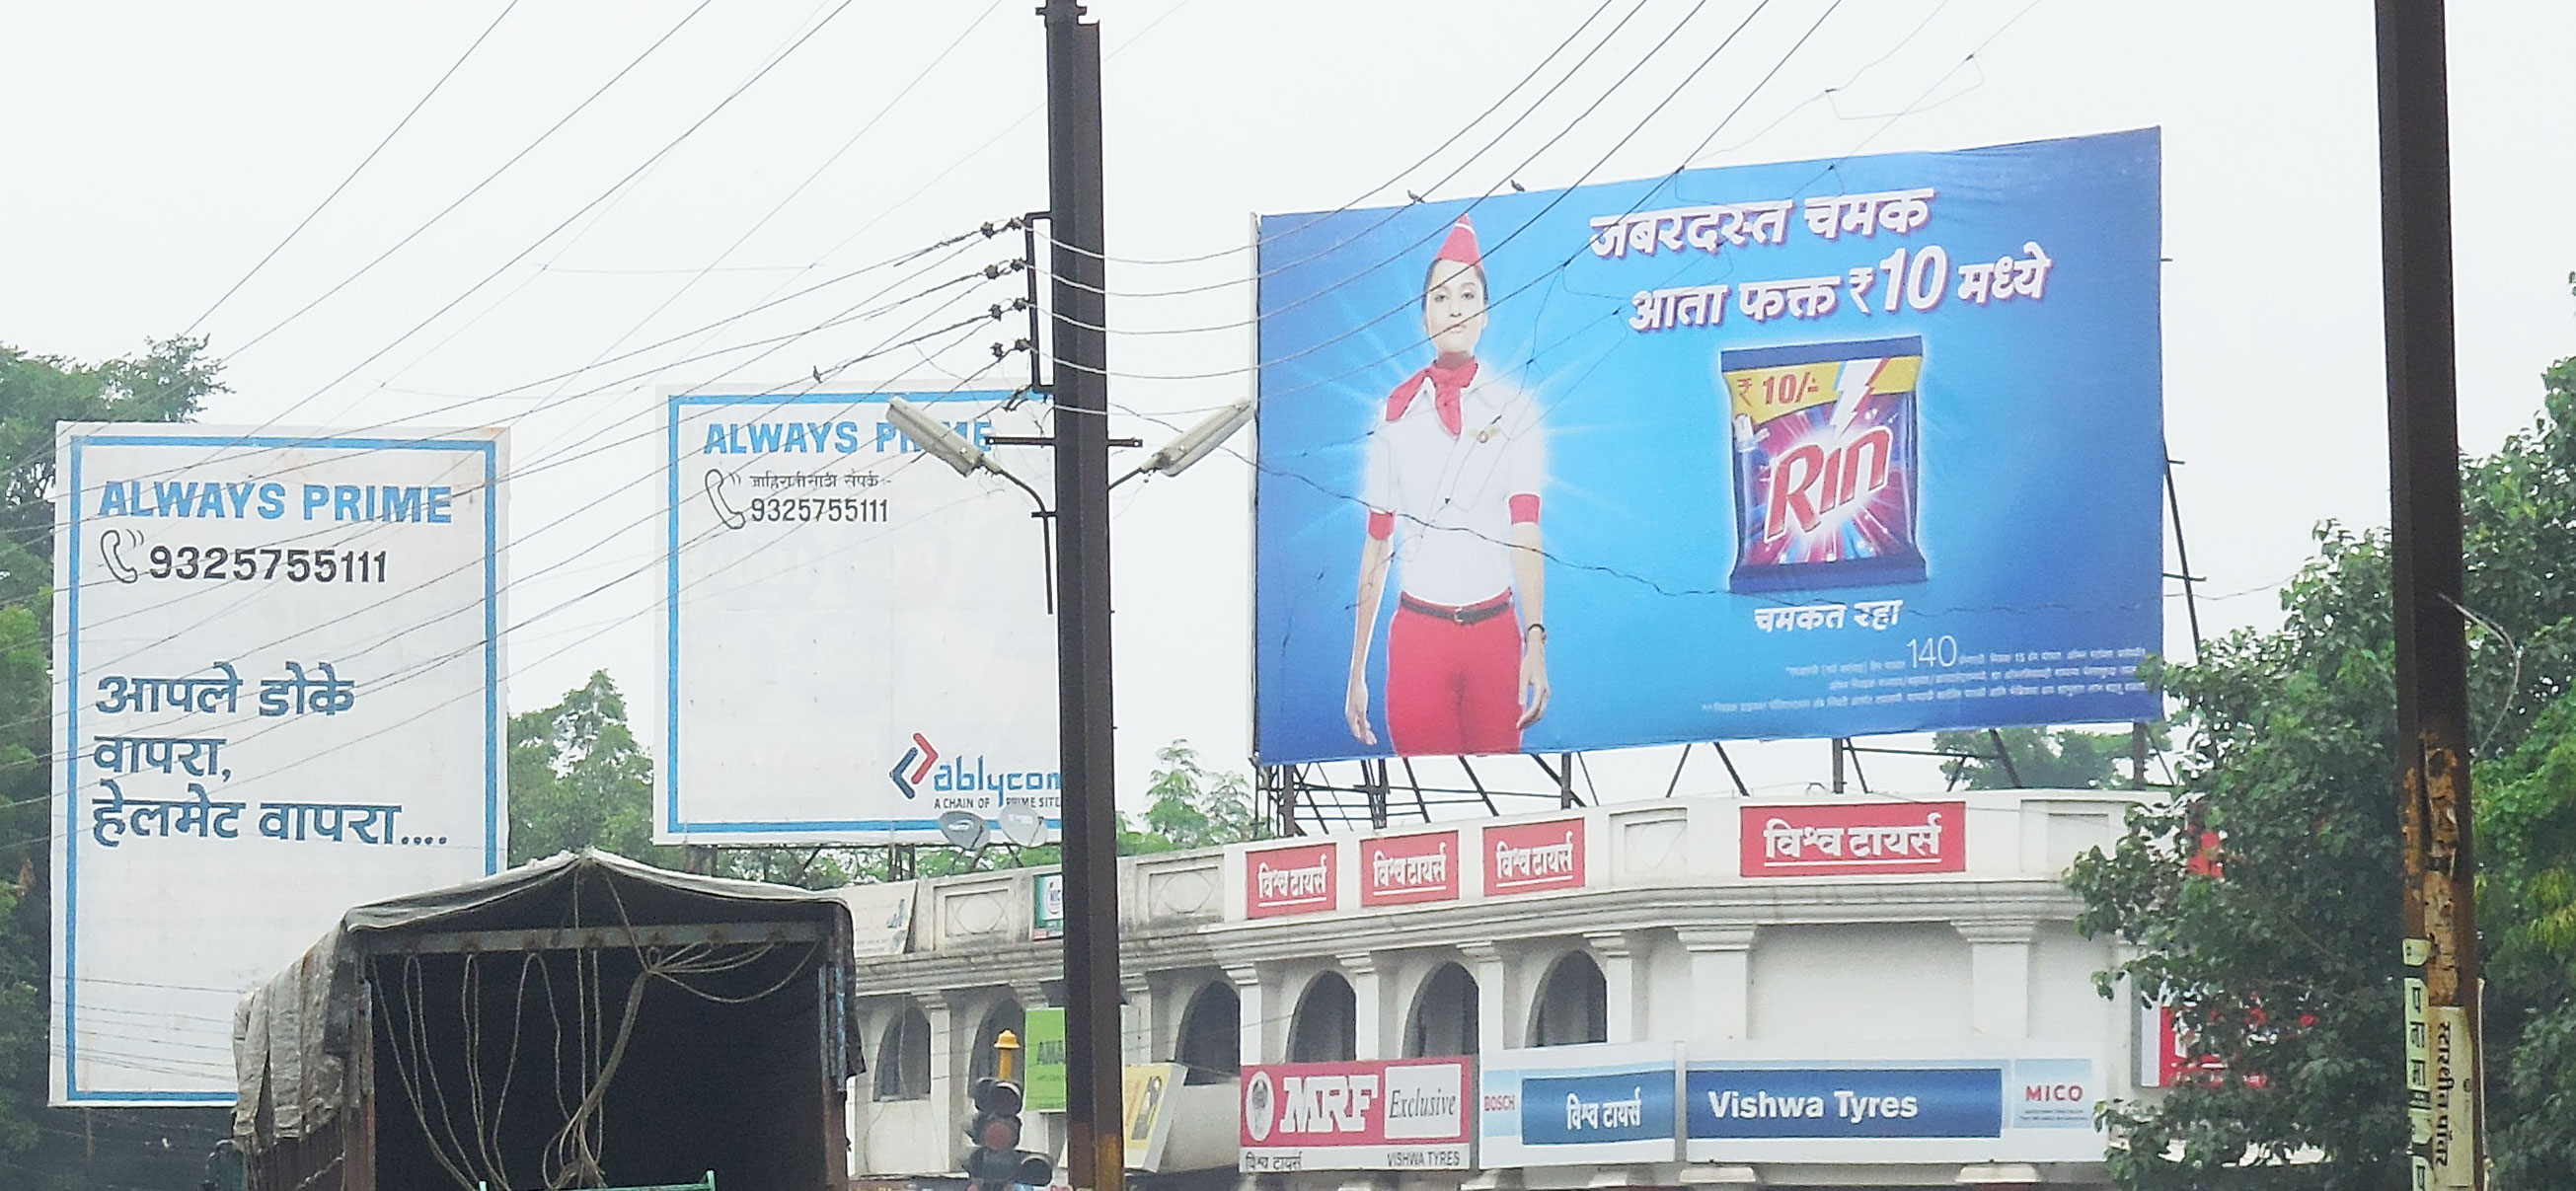 ALWAYS PRIME
9325755111
आपले डोके
वापरा,
हेलमेट वापरा....
ALWAYS PRIME
जाहिरातीसाठी संपर्क:-
9325755111
ablycom
A CHAIN OF PRIME SITE
जबरदस्त चमक
आता फक्त ₹10 मध्ये
₹ 10/-
Rin
चमकत रहा
140
विश्व टायर्स
विश्व टायर्स
विश्व टायर्स
विश्व टायर्स
MRF Exclusive
विश्व टायर्स VISHWA TYRES
BOSCH
विश्व टायर्स
Vishwa Tyres
MICO